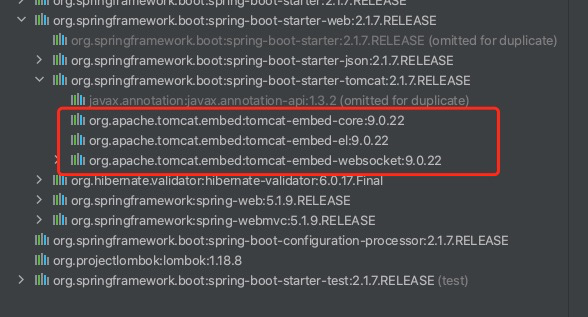 org.springframework.boot:spring-boot-starter:2.1.7.RELEASE
org.springframework.boot:spring-boot-starter-web:2.1.7.RELEASE
org.springframework.boot:spring-boot-starter:2.1.7.RELEASE (omitted for duplicate)
org.springframework.boot:spring-boot-starter-json:2.1.7.RELEASE
org.springframework.boot:spring-boot-starter-tomcat:2.1.7.RELEASE
javax.annotation:javax.annotation-api:1.3.2 (omitted for duplicate)
org.apache.tomcat.embed:tomcat-embed-core:9.0.22
org.apache.tomcat.embed:tomcat-embed-el:9.0.22
org.apache.tomcat.embed:tomcat-embed-websocket:9.0.22
org.hibernate.validator:hibernate-validator:6.0.17.Final
org.springframework:spring-web:5.1.9.RELEASE
org.springframework:spring-webmvc:5.1.9.RELEASE
org.springframework.boot:spring-boot-configuration-processor:2.1.7.RELEASE
org.projectlombok:lombok:1.18.8
org.springframework.boot:spring-boot-starter-test:2.1.7.RELEASE (test)